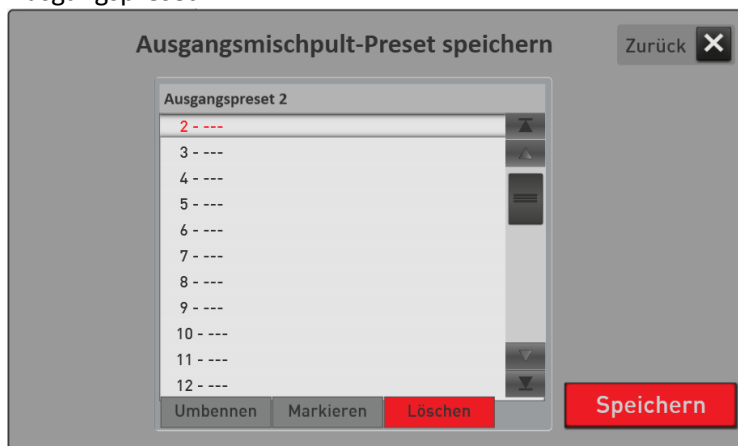 Ausgangsmischpult-Preset speichern
Zurück
Ausgangspreset 2
2 - ---
3 - ---
4 - ---
5 - ---
6 - ---
7 - ---
8 - ---
9 - ---
10 - ---
11 - ---
12 - ---
Umbennen Markieren Löschen
Speichern